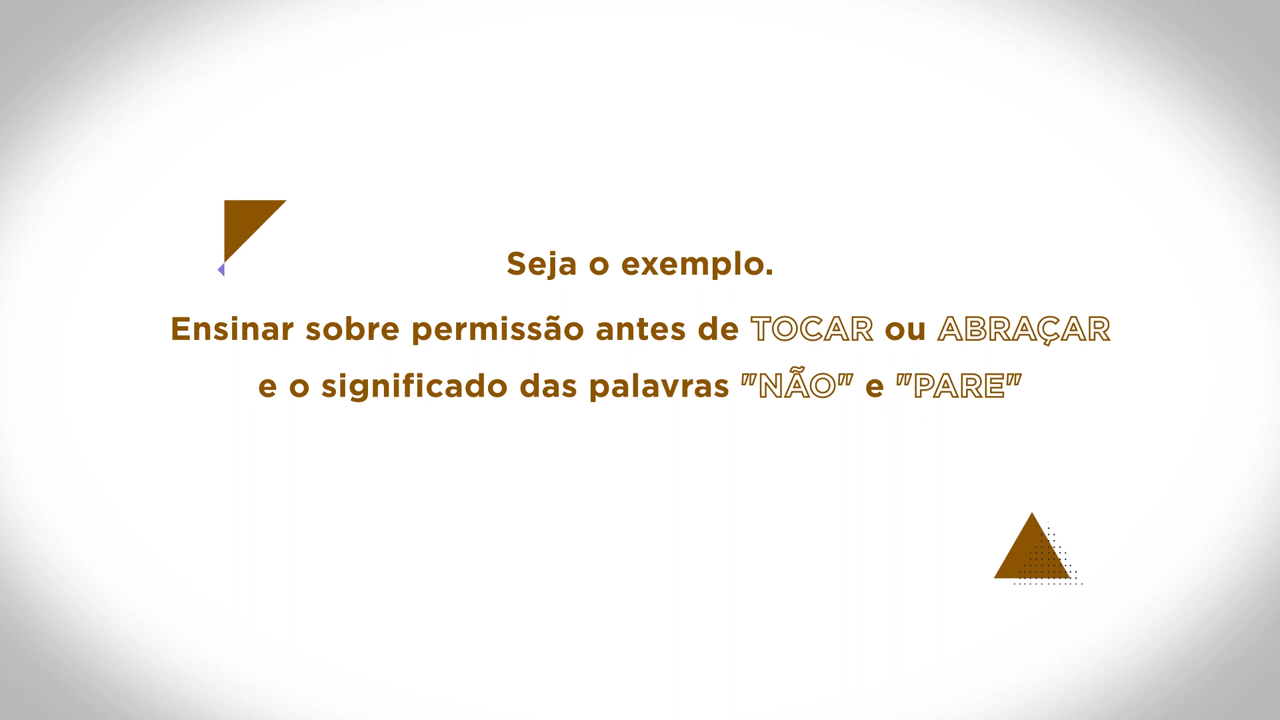 Seja o exemplo.
Ensinar sobre permissão antes de TOCAR ou ABRAÇAR
e o significado das palavras "NÃO" e "PARE"